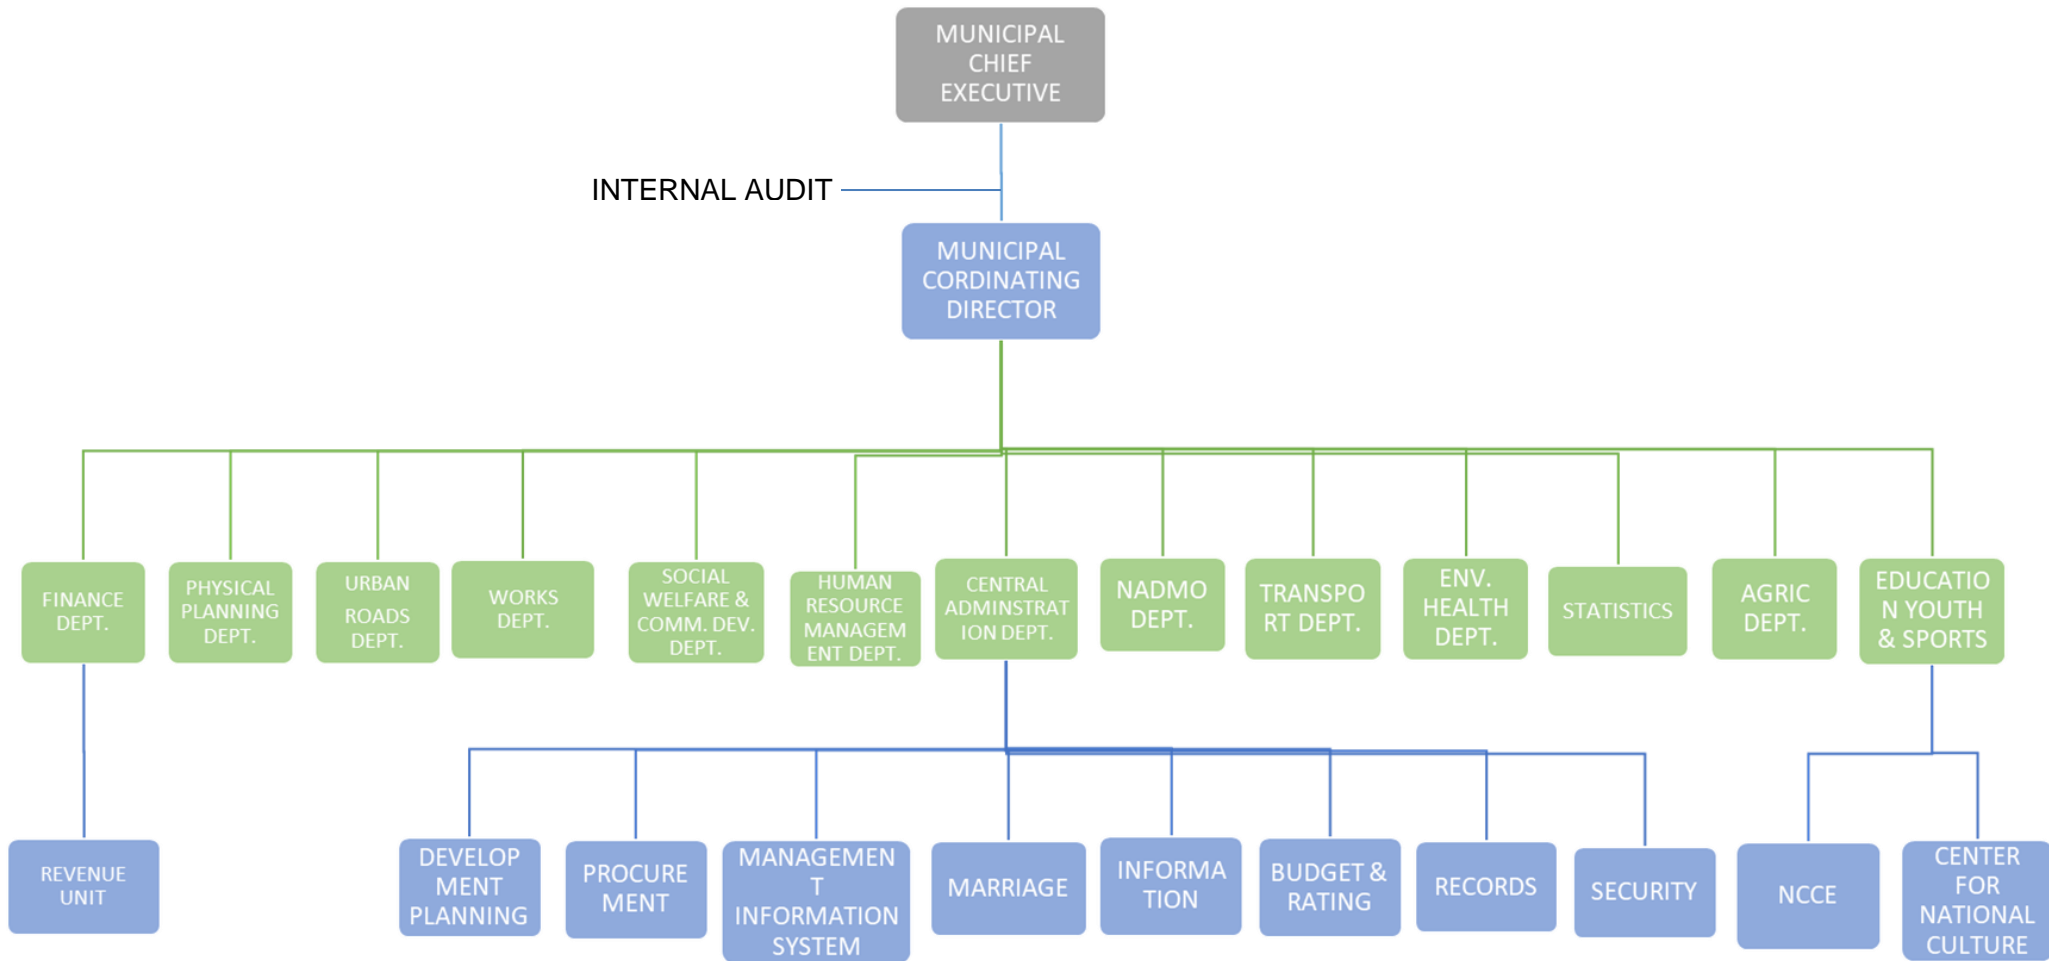 MUNICIPAL
CHIEF
EXECUTIVE
INTERNAL AUDIT
MUNICIPAL
CORDINATING
DIRECTOR
FINANCE
DEPT.
PHYSICAL
PLANNING
DEPT.
URBAN
ROADS
DEPT.
WORKS
DEPT.
SOCIAL
WELFARE &
COMM. DEV.
DEPT.
HUMAN
RESOURCE
MANAGEM
ENT DEPT.
CENTRAL
ADMINSTRAT
ION DEPT.
NADMO
DEPT.
TRANSPO
RT DEPT.
ENV.
HEALTH
DEPT.
STATISTICS
AGRIC
DEPT.
EDUCATIO
N YOUTH
& SPORTS
REVENUE
UNIT
DEVELOP
MENT
PLANNING
PROCURE
MENT
MANAGEMEN
T
INFORMATION
SYSTEM
MARRIAGE
INFORMA
TION
BUDGET &
RATING
RECORDS
SECURITY
NCCE
CENTER
FOR
NATIONAL
CULTURE